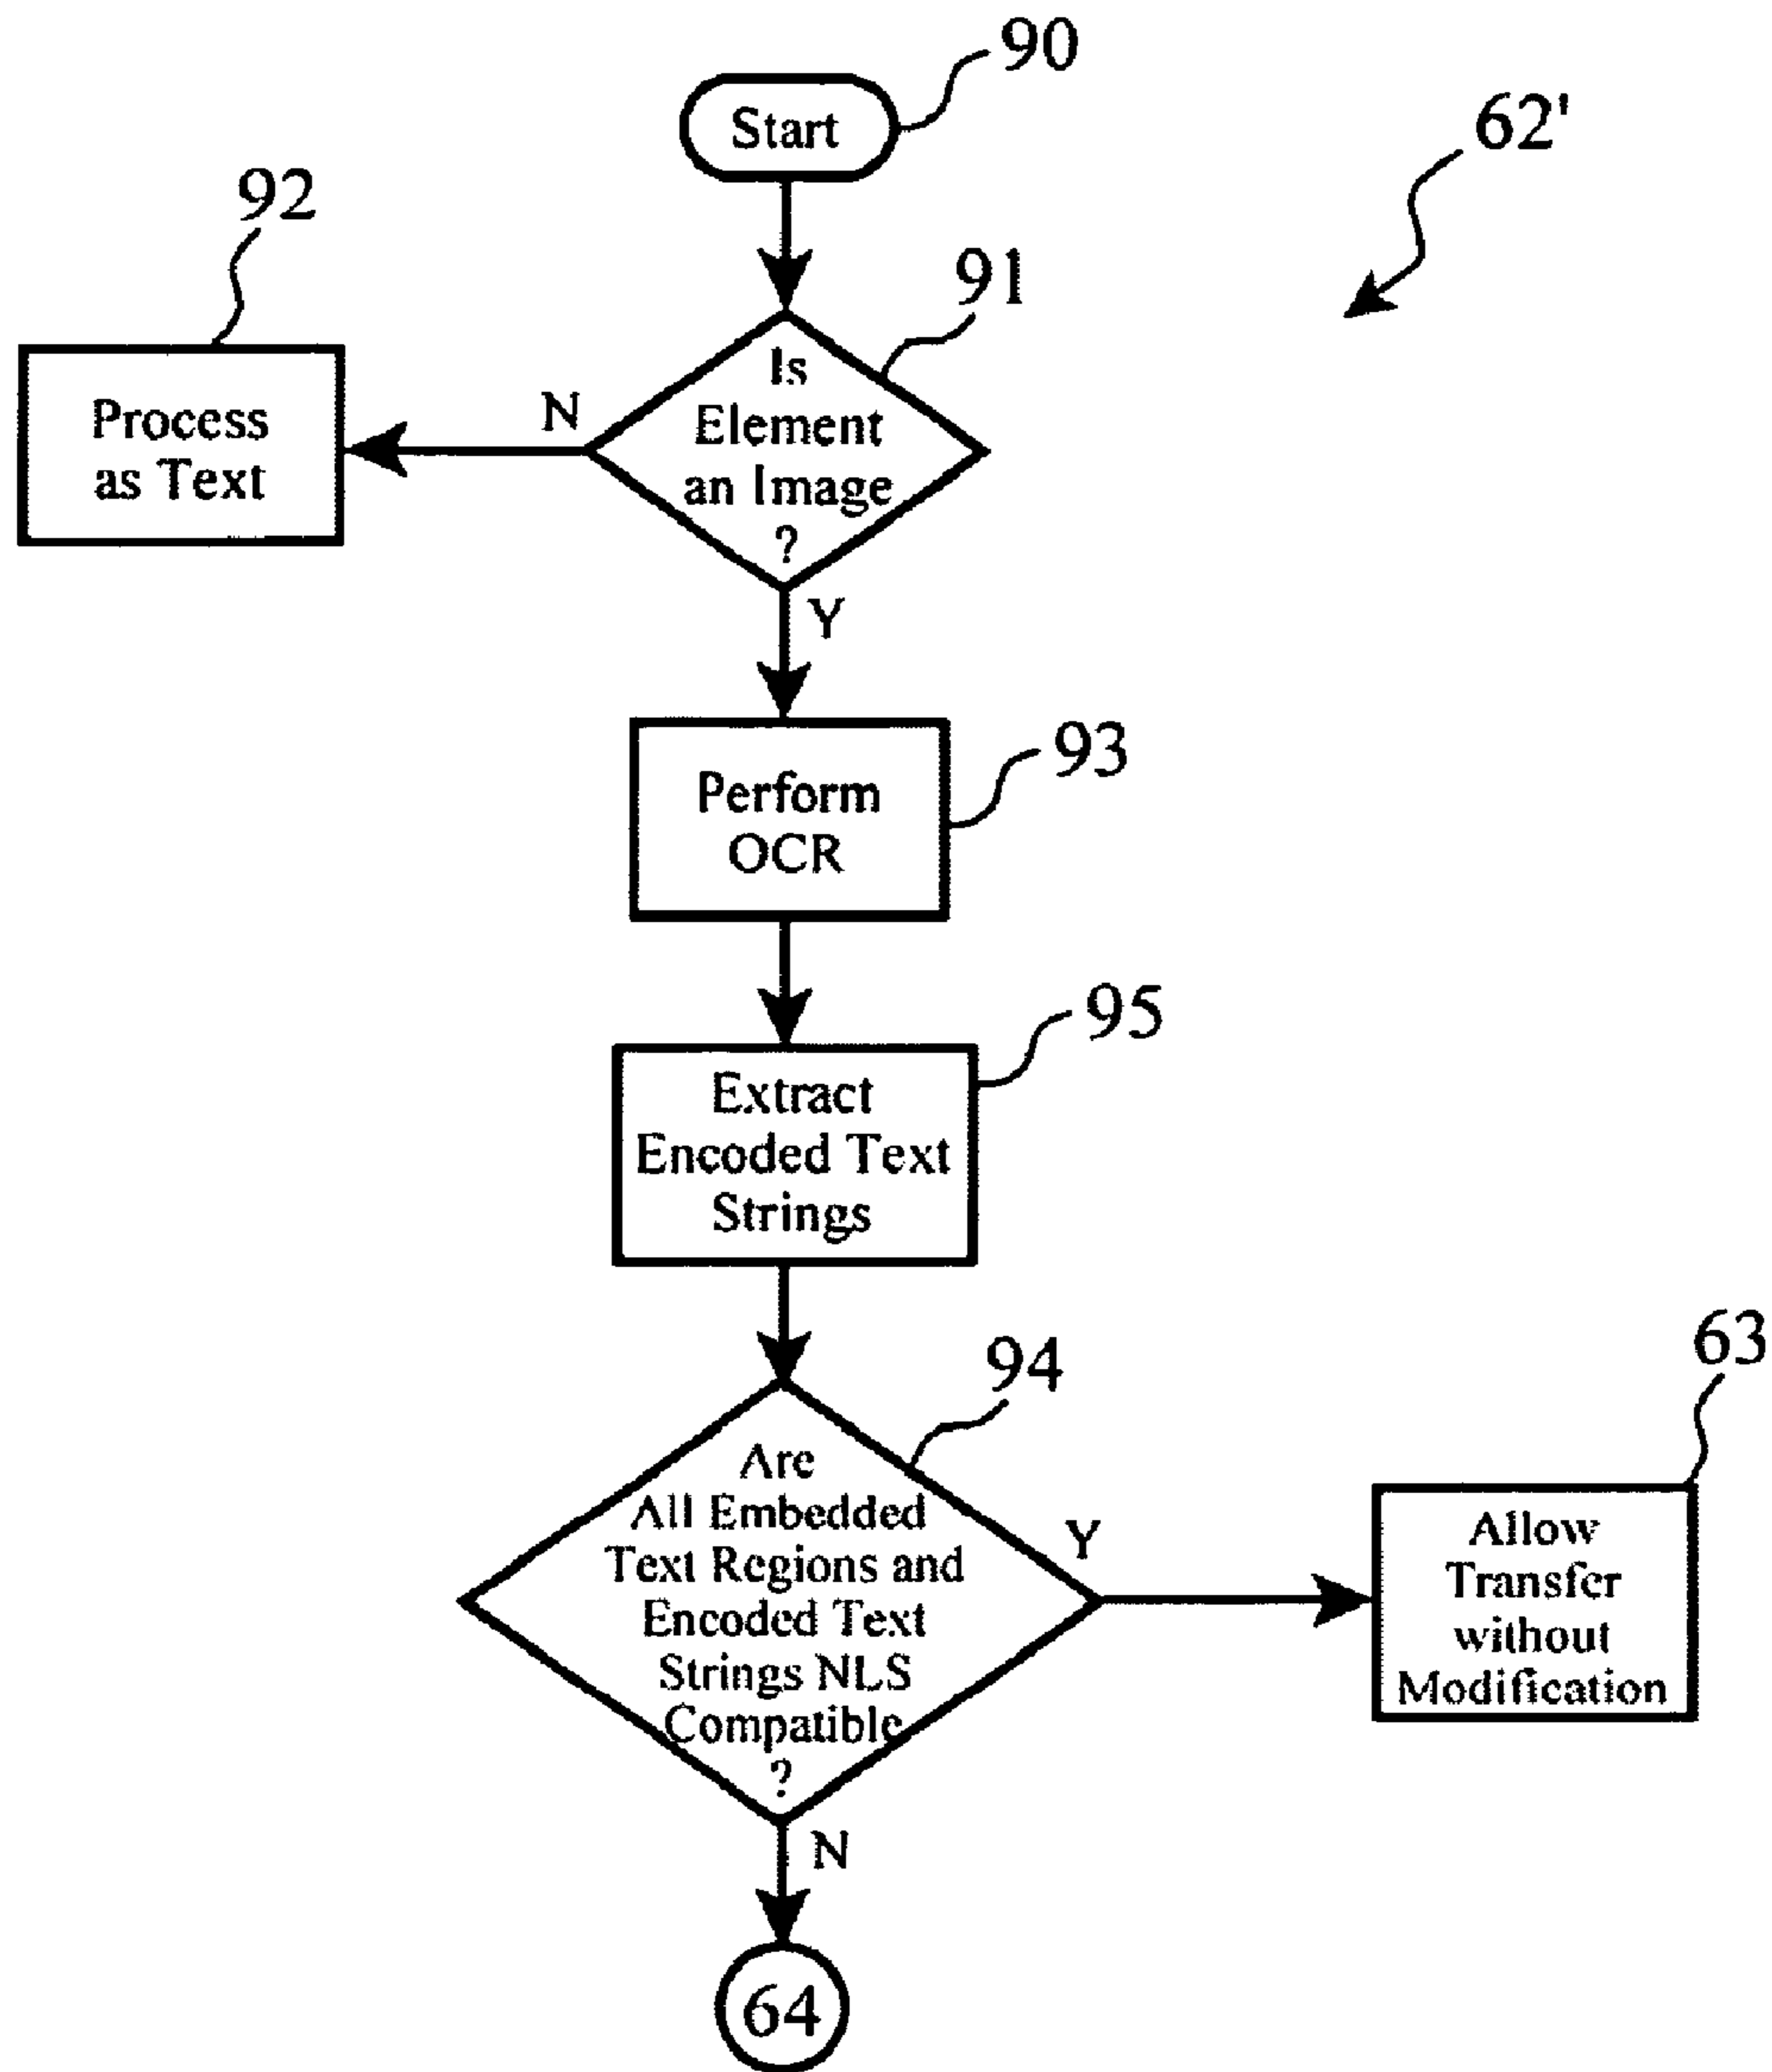 90
Start
62'
92
91
Is
Element
an Image
?
N
Process
as Text
Y
93
Perform
OCR
95
Extract
Encoded Text
Strings
94
63
Are
All Embedded
Text Regions and
Encoded Text
Strings NLS
Compatible
?
Y
Allow
Transfer
without
Modification
N
64